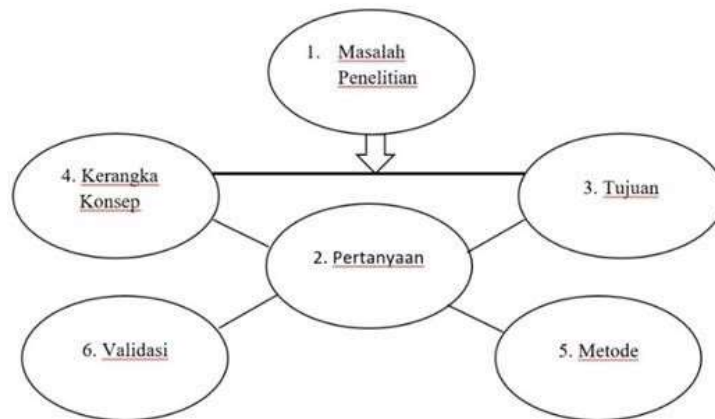 1. Masalah
Penelitian
4. Kerangka
Konsep
3. Tujuan
2. Pertanyaan
6. Validasi
5. Metode